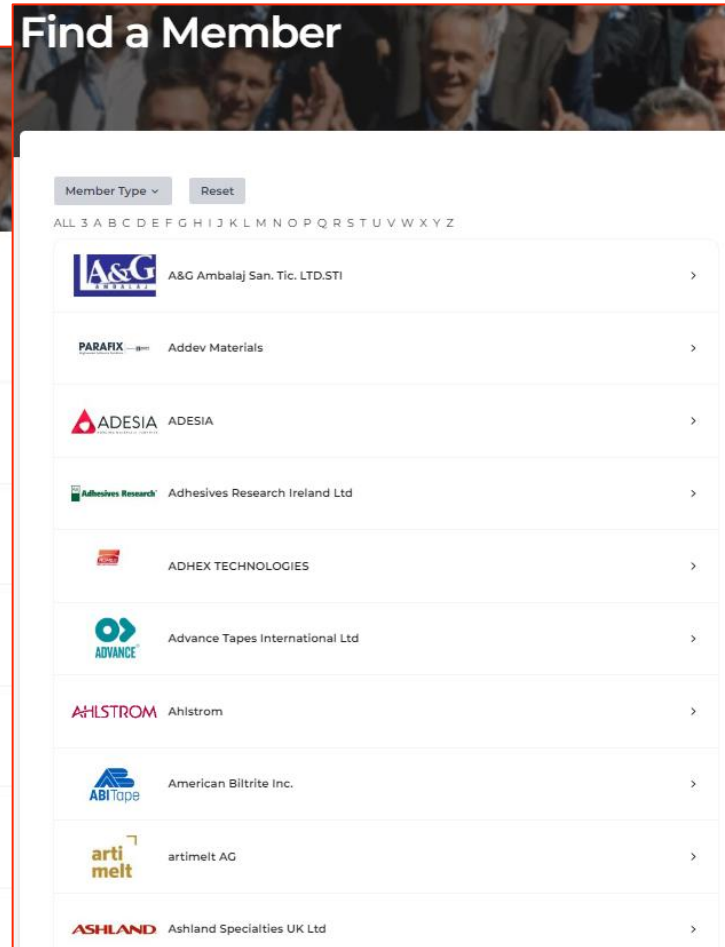 Find a Member
Member Type
Reset
ALL 3 A B C D E F G H I J K L M N O P Q R S T U V W X Y Z
A&G
AMBALAJ
A&G Ambalaj San. Tic. LTD.STI
PARAFIX
Addev Materials
ADESIA
ADESIA
Adhesives Research
Adhesives Research Ireland Ltd
ADHEX TECHNOLOGIES
ADVANCE
Advance Tapes International Ltd
AHLSTROM
Ahlstrom
ABITape
American Biltrite Inc.
arti
melt
artimelt AG
ASHLAND
Ashland Specialties UK Ltd